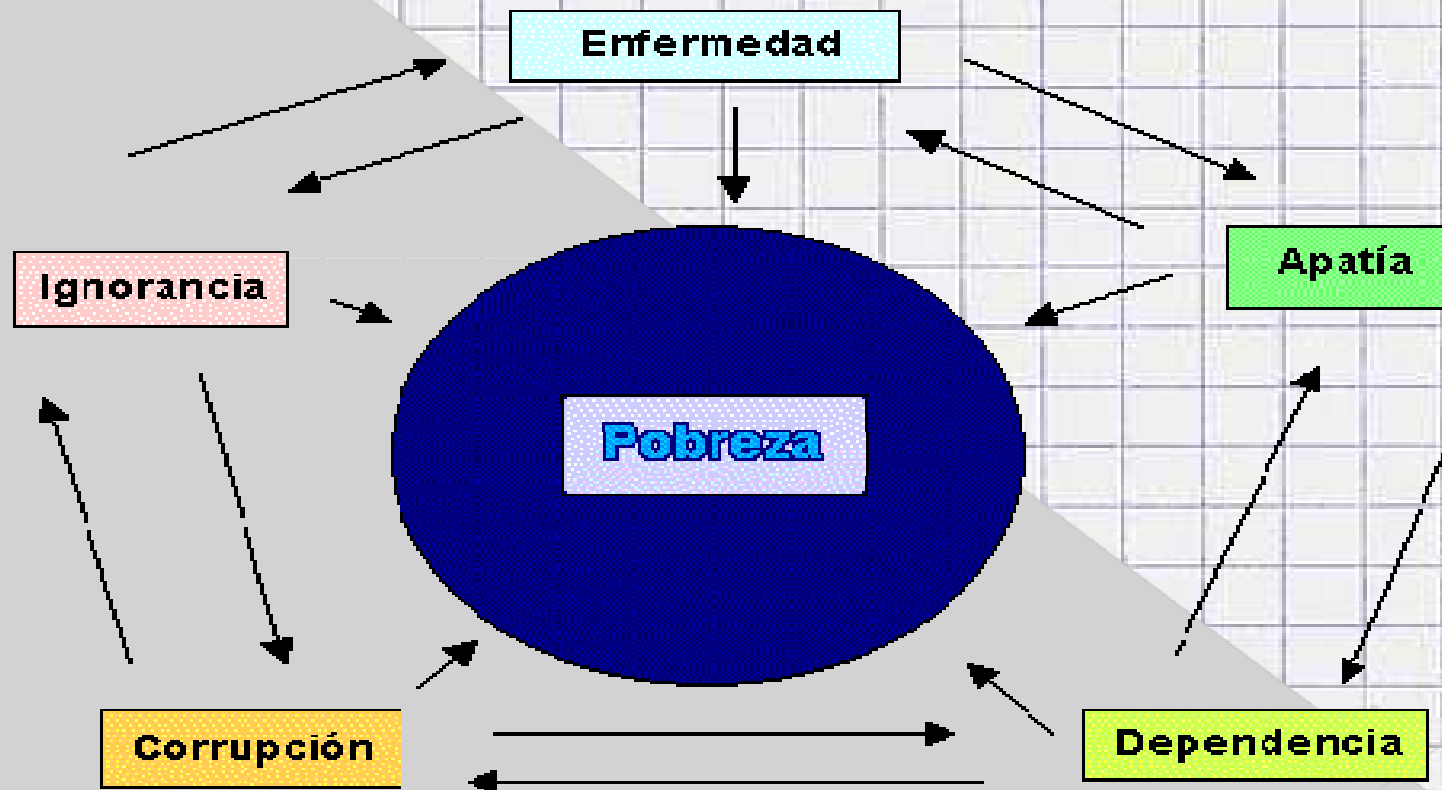 Enfermedad
Apatía
Ignorancia
Pobreza
Corrupción
Dependencia